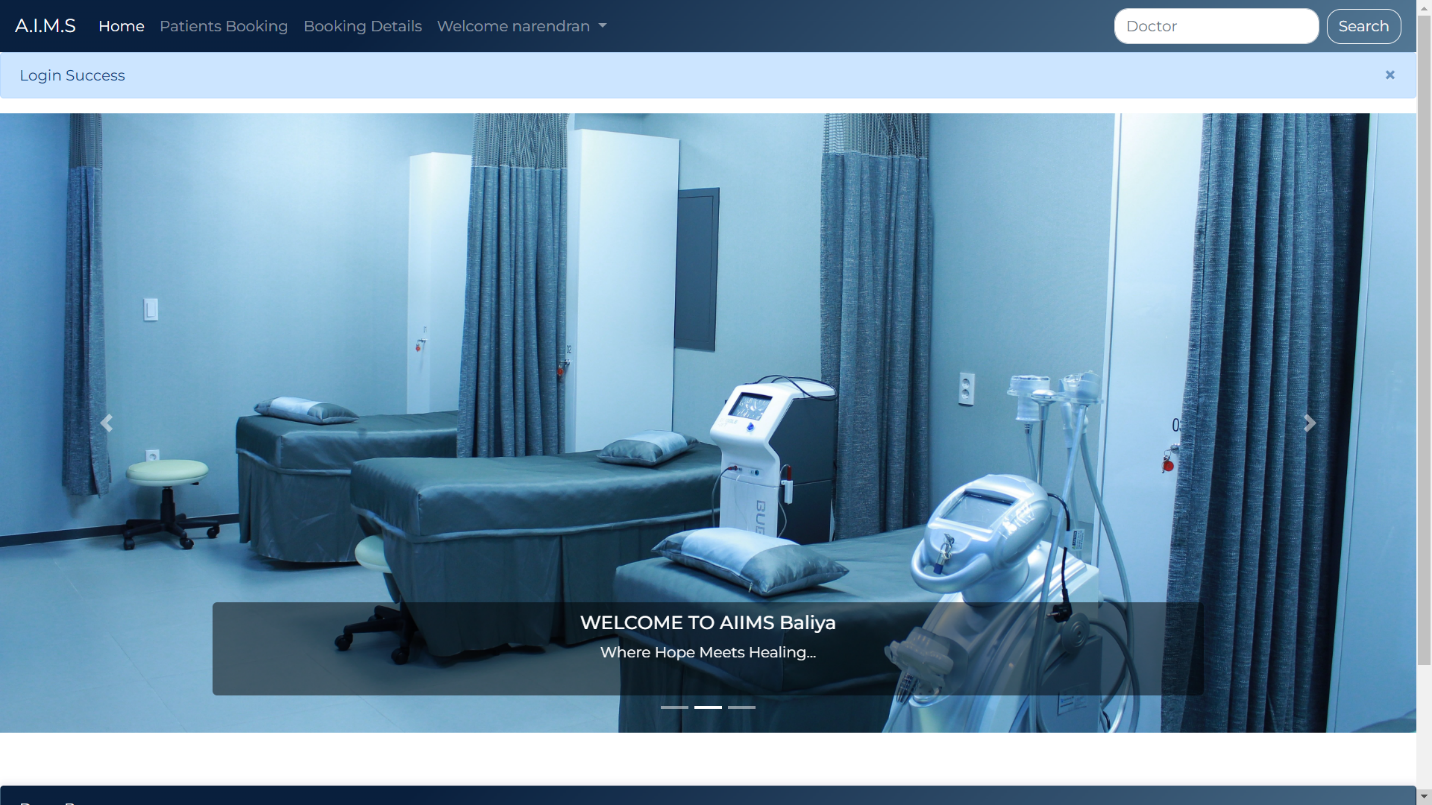 A.I.M.S Home Patients Booking Booking Details Welcome narendran Doctor Search
Login Success ×
WELCOME TO AIIMS Baliya
Where Hope Meets Healing...